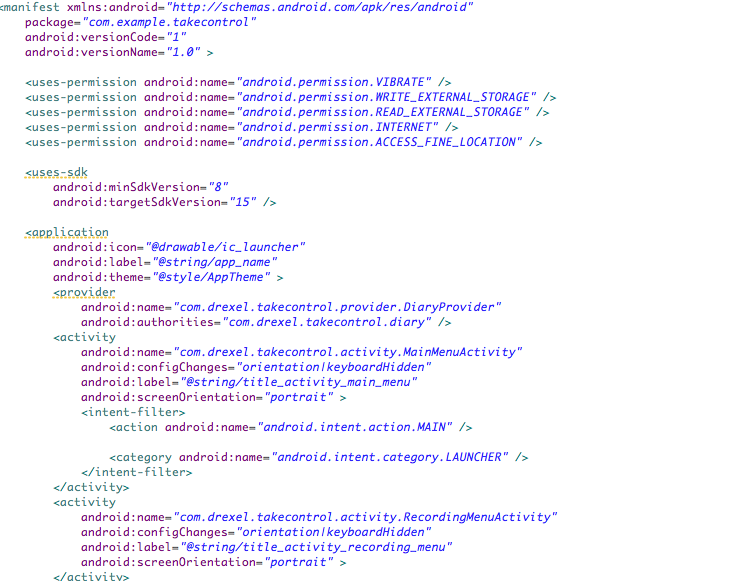 <manifest xmlns:android="http://schemas.android.com/apk/res/android"
package="com.example.takecontrol"
android:versionCode="1"
android:versionName="1.0" >
<uses-permission android:name="android.permission.VIBRATE" />
<uses-permission android:name="android.permission.WRITE_EXTERNAL_STORAGE" />
<uses-permission android:name="android.permission.READ_EXTERNAL_STORAGE" />
<uses-permission android:name="android.permission.INTERNET" />
<uses-permission android:name="android.permission.ACCESS_FINE_LOCATION" />
<uses-sdk
android:minSdkVersion="8"
android:targetSdkVersion="15" />
<application
android:icon="@drawable/ic_launcher"
android:label="@string/app_name"
android:theme="@style/AppTheme" >
<provider
android:name="com.drexel.takecontrol.provider.DiaryProvider"
android:authorities="com.drexel.takecontrol.diary" />
<activity
android:name="com.drexel.takecontrol.activity.MainMenuActivity"
android:configChanges="orientation|keyboardHidden"
android:label="@string/title_activity_main_menu"
android:screenOrientation="portrait" >
<intent-filter>
<action android:name="android.intent.action.MAIN" />
<category android:name="android.intent.category.LAUNCHER" />
</intent-filter>
</activity>
<activity
android:name="com.drexel.takecontrol.activity.RecordingMenuActivity"
android:configChanges="orientation|keyboardHidden"
android:label="@string/title_activity_recording_menu"
android:screenOrientation="portrait" >
</activity>